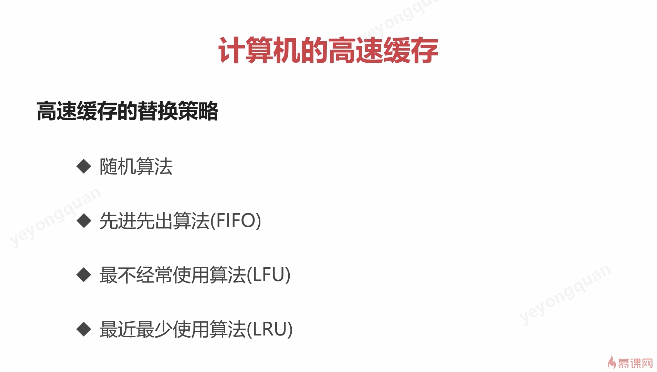 yeyongquan
计算机的高速缓存
高速缓存的替换策略
◆ 随机算法
yeyongquan
◆ 先进先出算法(FIFO)
◆ 最不经常使用算法(LFU)
yeyongquan
◆ 最近最少使用算法(LRU)
慕课网